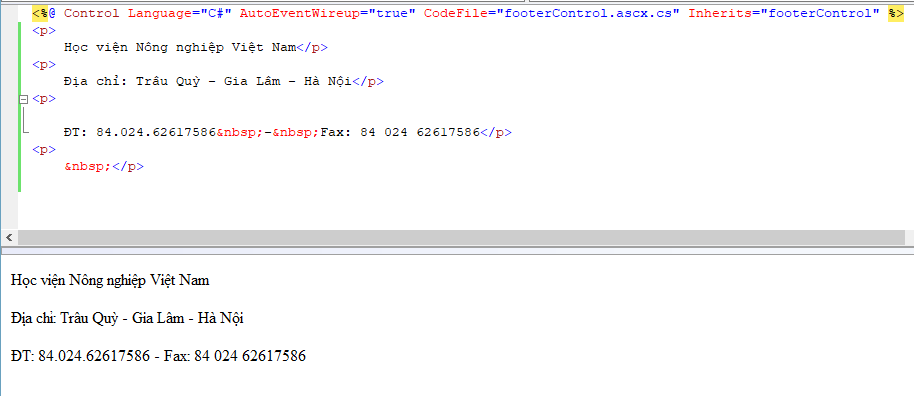 <%@ Control Language="C#" AutoEventWireup="true" CodeFile="footerControl.ascx.cs" Inherits="footerControl" %>
<p>
Học viện Nông nghiệp Việt Nam</p>
<p>
Địa chỉ: Trâu Quỳ - Gia Lâm - Hà Nội</p>
<p>
ĐT: 84.024.62617586&nbsp;-&nbsp;Fax: 84 024 62617586</p>
<p>
&nbsp;</p>
Học viện Nông nghiệp Việt Nam
Địa chỉ: Trâu Quỳ - Gia Lâm - Hà Nội
ĐT: 84.024.62617586 - Fax: 84 024 62617586